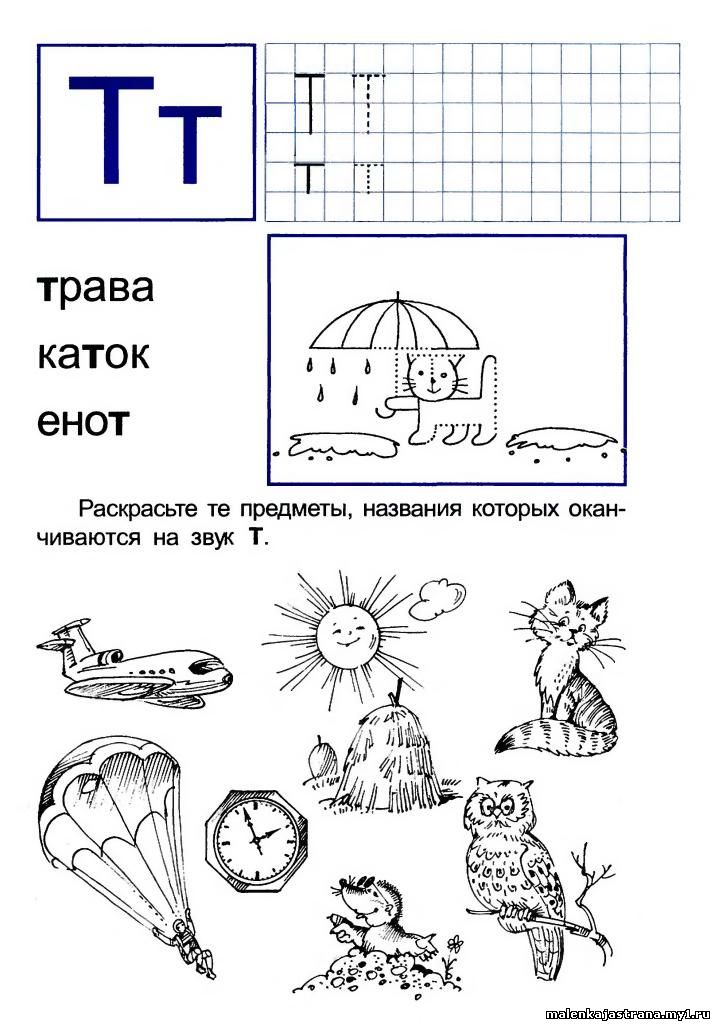 Тт
Т Т
т т
трава
каток
енот
Раскрасьте те предметы, названия которых окан-
чиваются на звук т.
malenkajastrana.my1.ru